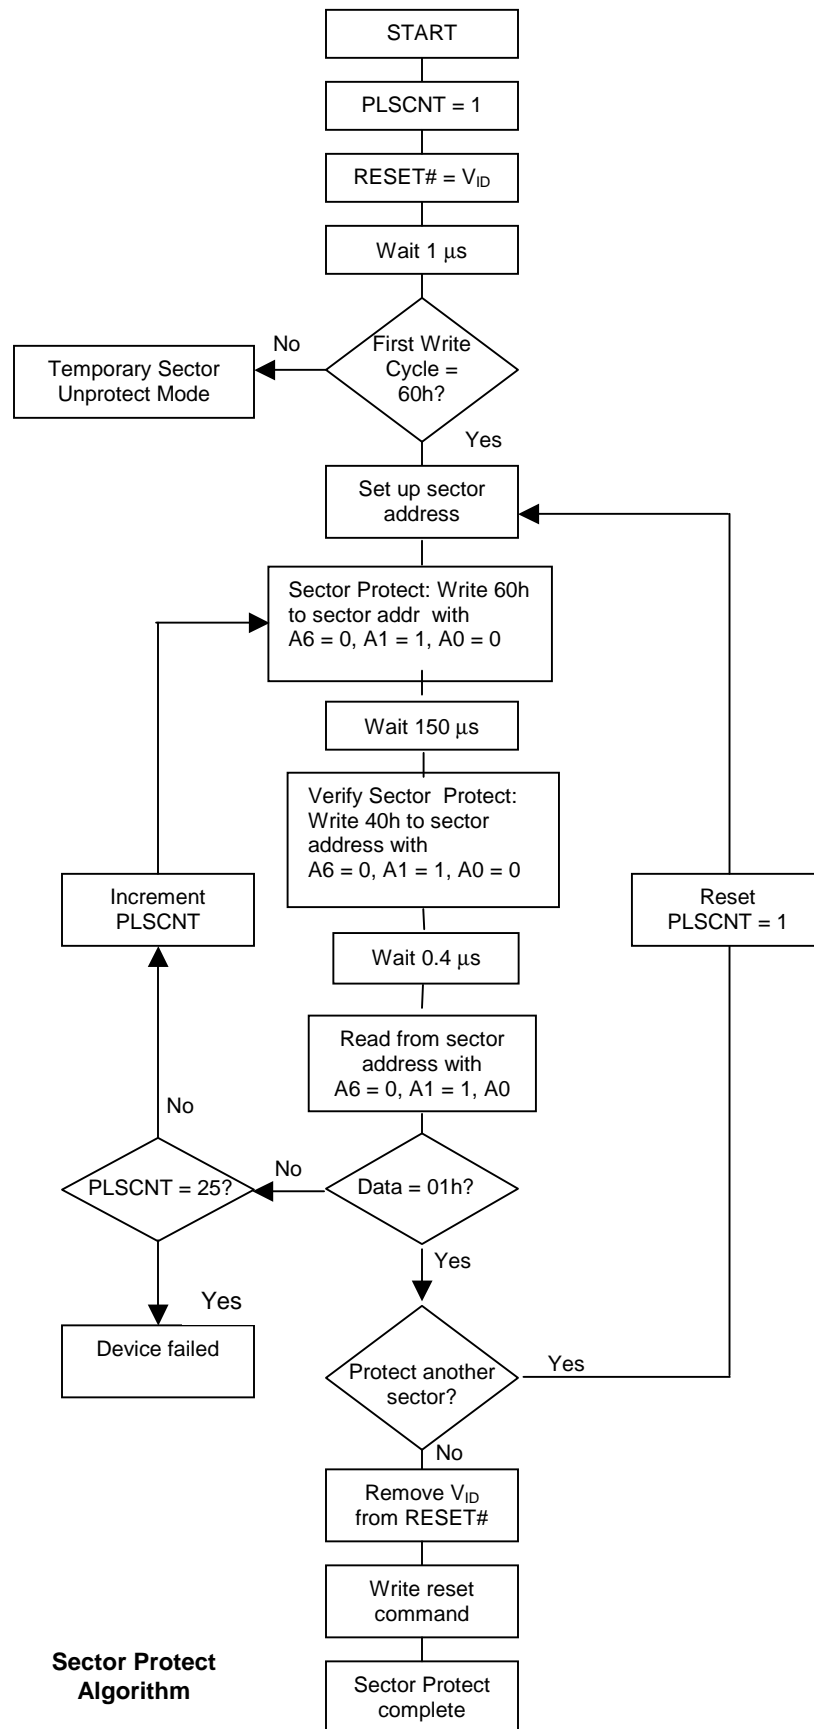 START
PLSCNT = 1
RESET# = VID
Wait 1 μs
First Write
Cycle =
60h?
No
Temporary Sector
Unprotect Mode
Yes
Set up sector
address
Sector Protect: Write 60h
to sector addr with
A6 = 0, A1 = 1, A0 = 0
Wait 150 μs
Verify Sector Protect:
Write 40h to sector
address with
A6 = 0, A1 = 1, A0 = 0
Increment
PLSCNT
Reset
PLSCNT = 1
Wait 0.4 μs
Read from sector
address with
A6 = 0, A1 = 1, A0
No
PLSCNT = 25?
No
Data = 01h?
Yes
Yes
Device failed
Protect another
sector?
Yes
No
Remove VID
from RESET#
Write reset
command
Sector Protect
Algorithm
Sector Protect
complete